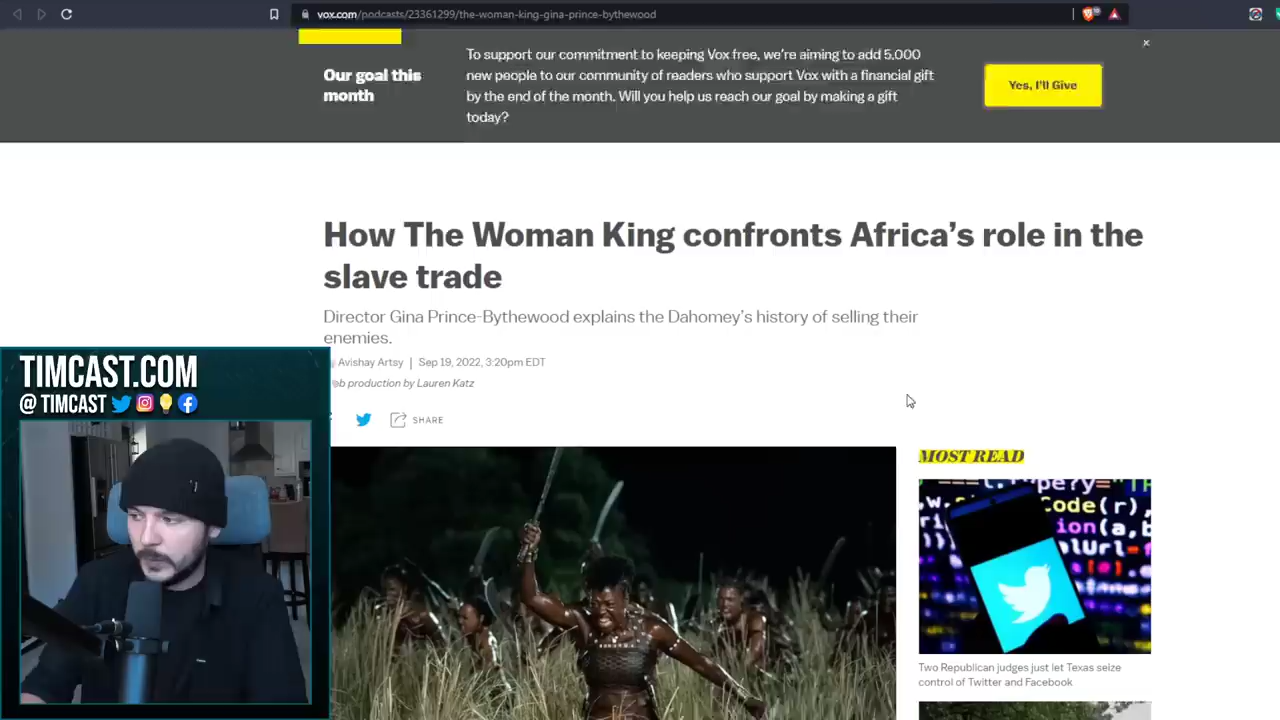 vox.com/podcasts/23361299/the-woman-king-gina-prince-bythewood
Our goal this
month
To support our commitment to keeping Vox free, we're aiming to add 5,000
new people to our community of readers who support Vox with a financial gift
by the end of the month. Will you help us reach our goal by making a gift
today?
Yes, I'll Give
How The Woman King confronts Africa's role in the
slave trade
Director Gina Prince-Bythewood explains the Dahomey's history of selling their
enemies.
Avishay Artsy | Sep 19, 2022, 3:20pm EDT
production by Lauren Katz
SHARE
TIMCAST.COM
@ TIMCAST
MOST READ
Code(r),
Two Republican judges just let Texas seize
control of Twitter and Facebook